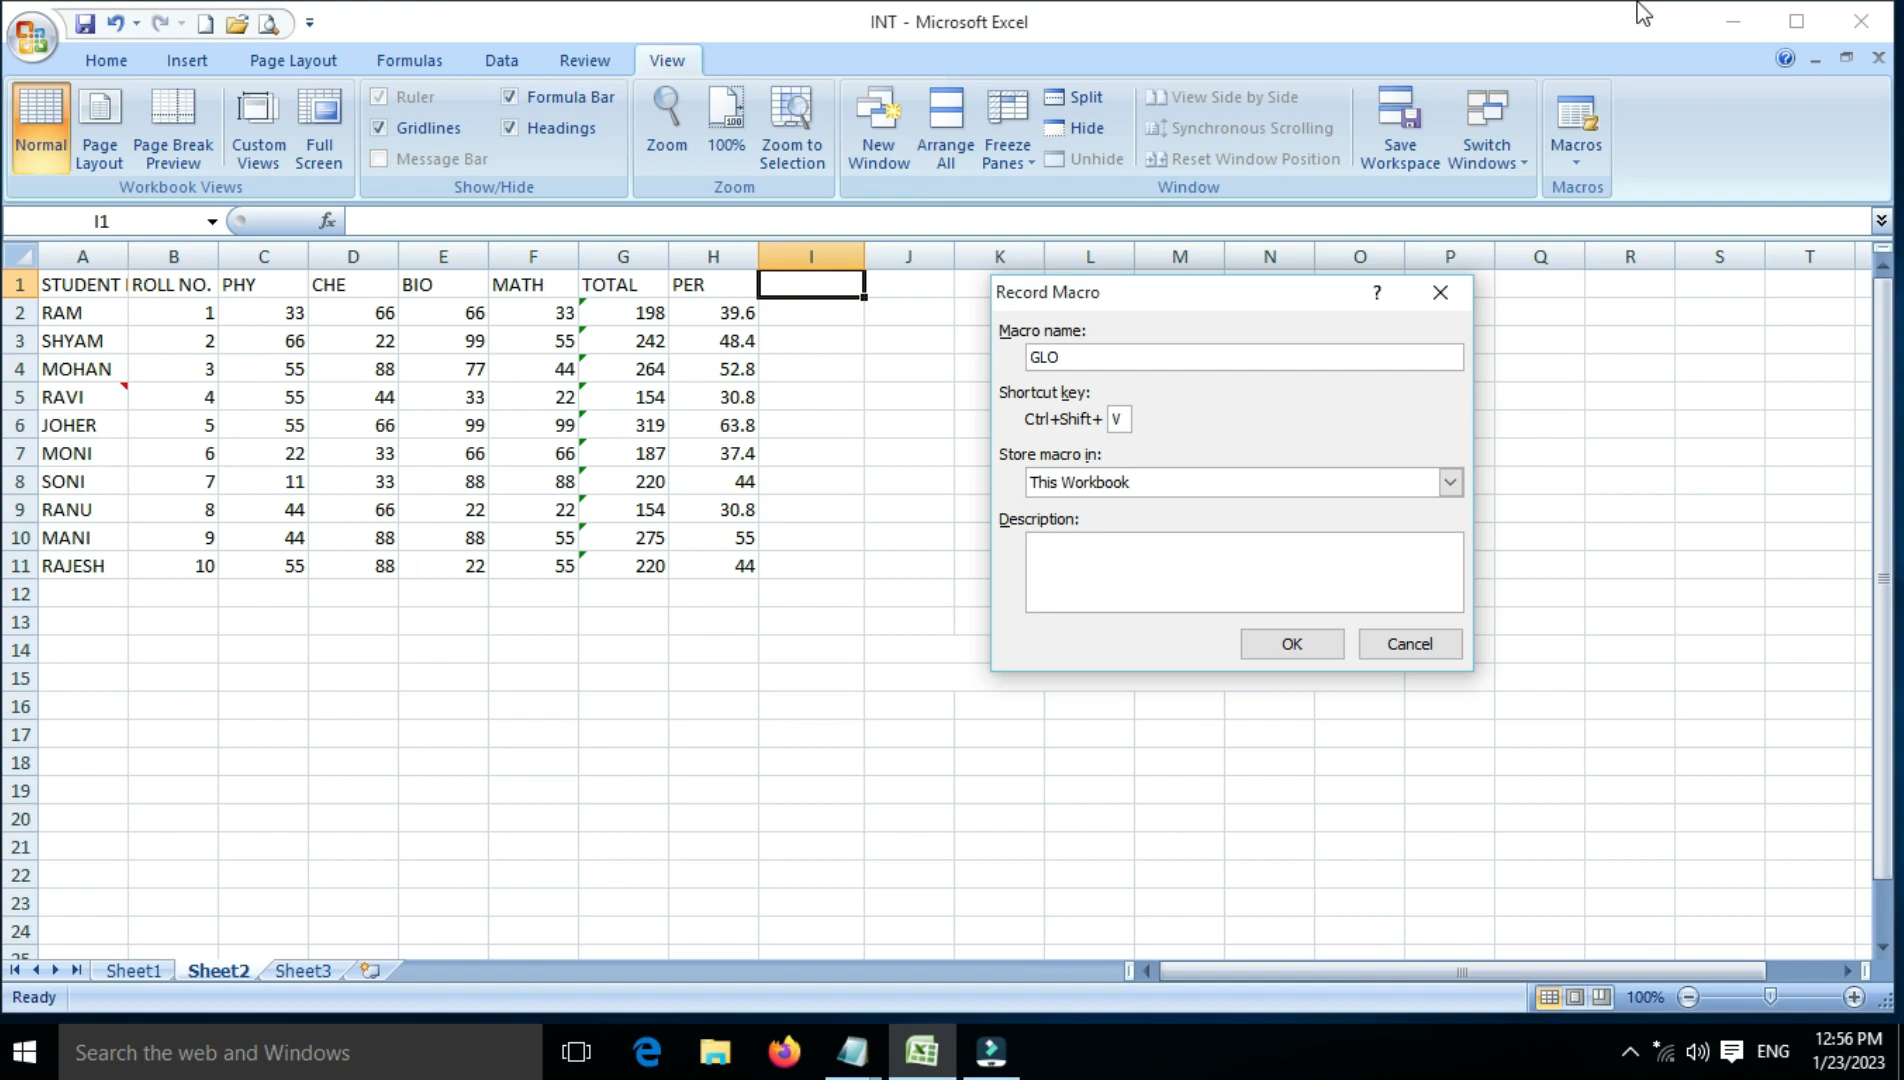 INT - Microsoft Excel
Home Insert Page Layout Formulas Data Review View
Normal Page Layout Page Break Preview Custom Views Full Screen
Workbook Views
Ruler Formula Bar
Gridlines Headings
Message Bar
Show/Hide
Zoom 100% Zoom to Selection
Zoom
New Window Arrange All Freeze Panes
Split View Side by Side
Hide Synchronous Scrolling
Unhide Reset Window Position
Save Workspace Switch Windows
Window
Macros
Macros
I1 fx
A B C D E F G H I J K L M N O P Q R S T
1 STUDENT ROLL NO. PHY CHE BIO MATH TOTAL PER
2 RAM 1 33 66 66 33 198 39.6
3 SHYAM 2 66 22 99 55 242 48.4
4 MOHAN 3 55 88 77 44 264 52.8
5 RAVI 4 55 44 33 22 154 30.8
6 JOHER 5 55 66 99 99 319 63.8
7 MONI 6 22 33 66 66 187 37.4
8 SONI 7 11 33 88 88 220 44
9 RANU 8 44 66 22 22 154 30.8
10 MANI 9 44 88 88 55 275 55
11 RAJESH 10 55 88 22 55 220 44
12
13
14
15
16
17
18
19
20
21
22
23
24
25
Record Macro ?
Macro name:
GLO
Shortcut key:
Ctrl+Shift+ V
Store macro in:
This Workbook
Description:
OK Cancel
Sheet1 Sheet2 Sheet3
Ready 100%
Search the web and Windows
ENG
12:56 PM
1/23/2023